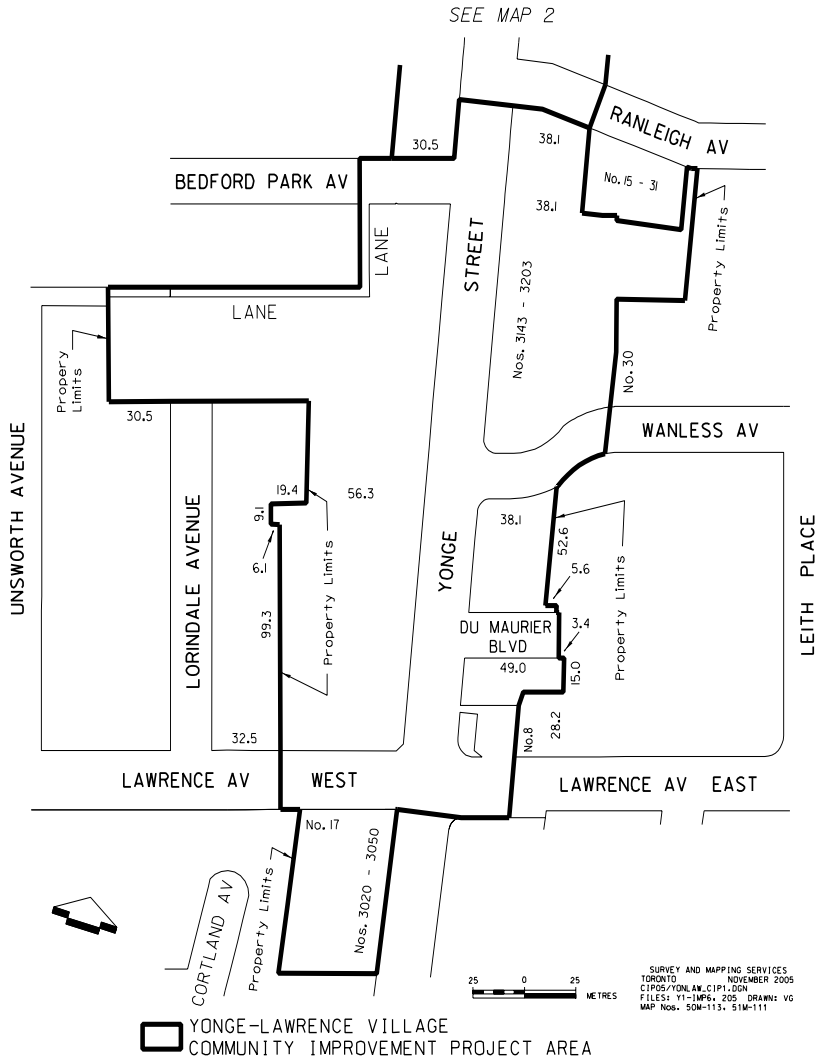 SEE MAP 2
RANLEIGH AV
30.5
38.1
BEDFORD PARK AV
No. 15 - 31
38.1
Property Limits
LANE
STREET
LANE
Nos. 3143 - 3203
Propery
Limits
No. 30
30.5
WANLESS AV
UNSWORTH AVENUE
LORINDALE AVENUE
19.4
56.3
9.1
38.1
52.6
6.1
Property Limits
YONGE
5.6
Property Limits
LEITH PLACE
99.3
DU MAURIER
BLVD
3.4
49.0
15.0
32.5
28.2
No. 8
LAWRENCE AV WEST
LAWRENCE AV EAST
No. 17
Nos. 3020 - 3050
Property Limits
CORTLAND AV
25 0 25
METRES
SURVEY AND MAPPING SERVICES
TORONTO NOVEMBER 2005
CIP05/YONLAW_CIP1.DGN
FILES: Y1-IMP6. 205 DRAWN: VG
MAP Nos. 50M-113. 51M-111
YONGE-LAWRENCE VILLAGE
COMMUNITY IMPROVEMENT PROJECT AREA